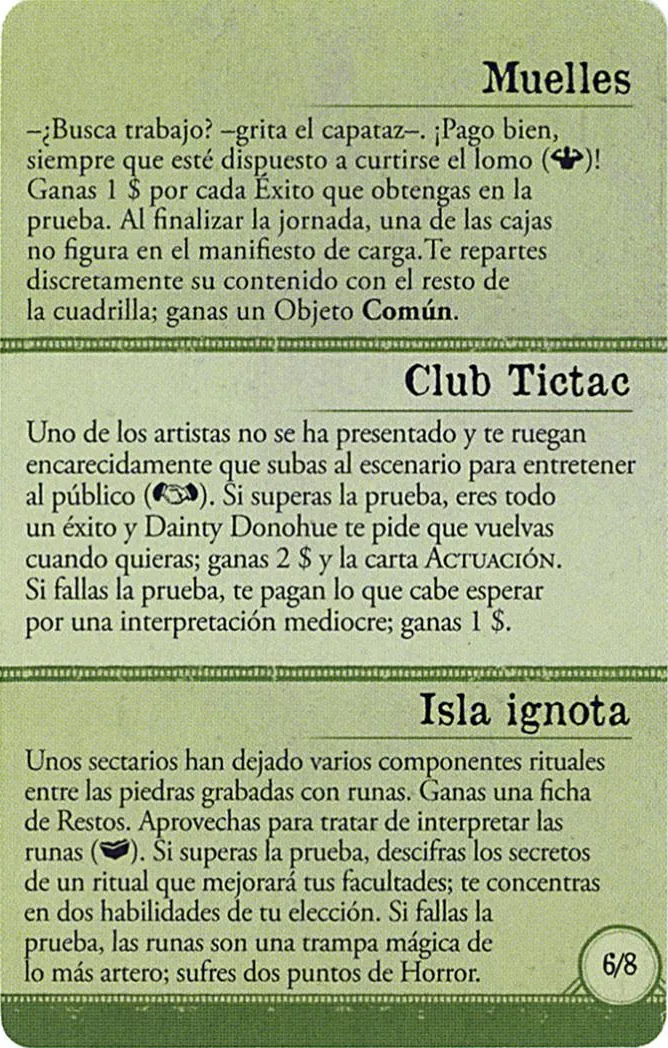 Muelles
–¿Busca trabajo? –grita el capataz–. ¡Pago bien,
siempre que esté dispuesto a curtirse el lomo ()!
Ganas 1 $ por cada Éxito que obtengas en la
prueba. Al finalizar la jornada, una de las cajas
no figura en el manifiesto de carga.Te repartes
discretamente su contenido con el resto de
la cuadrilla; ganas un Objeto Común.
Club Tictac
Uno de los artistas no se ha presentado y te ruegan
encarecidamente que subas al escenario para entretener
al público (). Si superas la prueba, eres todo
un éxito y Dainty Donohue te pide que vuelvas
cuando quieras; ganas 2 $ y la carta ACTUACIÓN.
Si fallas la prueba, te pagan lo que cabe esperar
por una interpretación mediocre; ganas 1 $.
Isla ignota
Unos sectarios han dejado varios componentes rituales
entre las piedras grabadas con runas. Ganas una ficha
de Restos. Aprovechas para tratar de interpretar las
runas (). Si superas la prueba, descifras los secretos
de un ritual que mejorará tus facultades; te concentras
en dos habilidades de tu elección. Si fallas la
prueba, las runas son una trampa mágica de
lo más artero; sufres dos puntos de Horror.
6/8